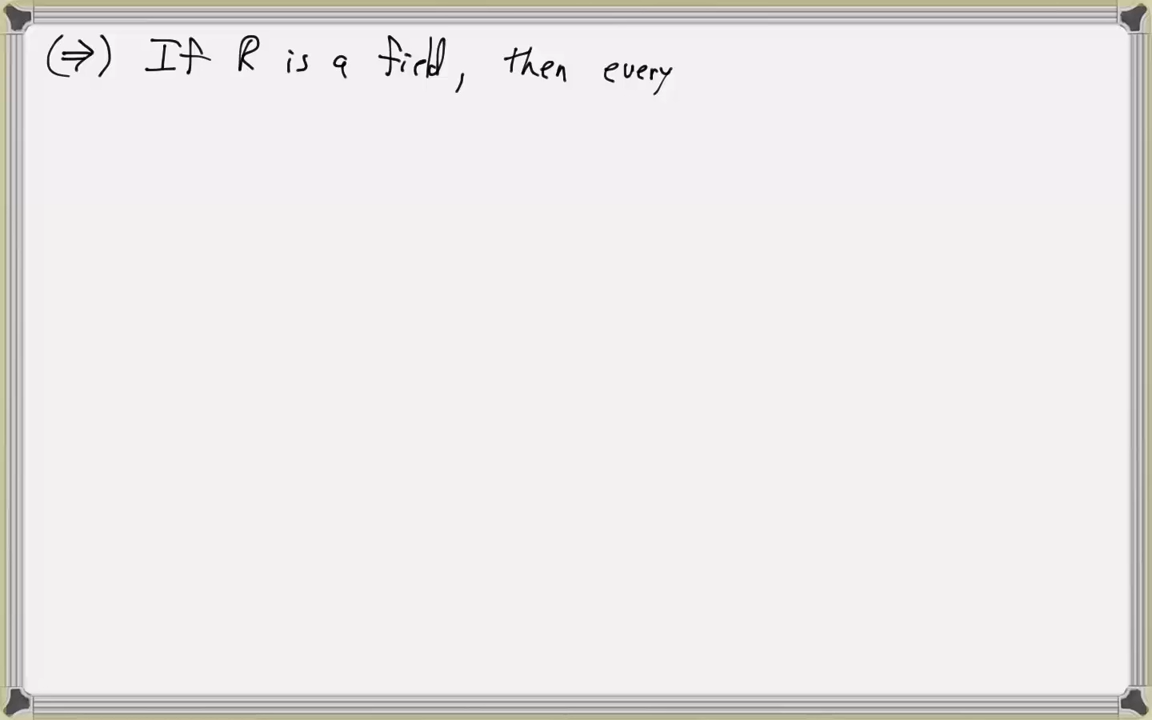 (⇒) If R is a field, then every